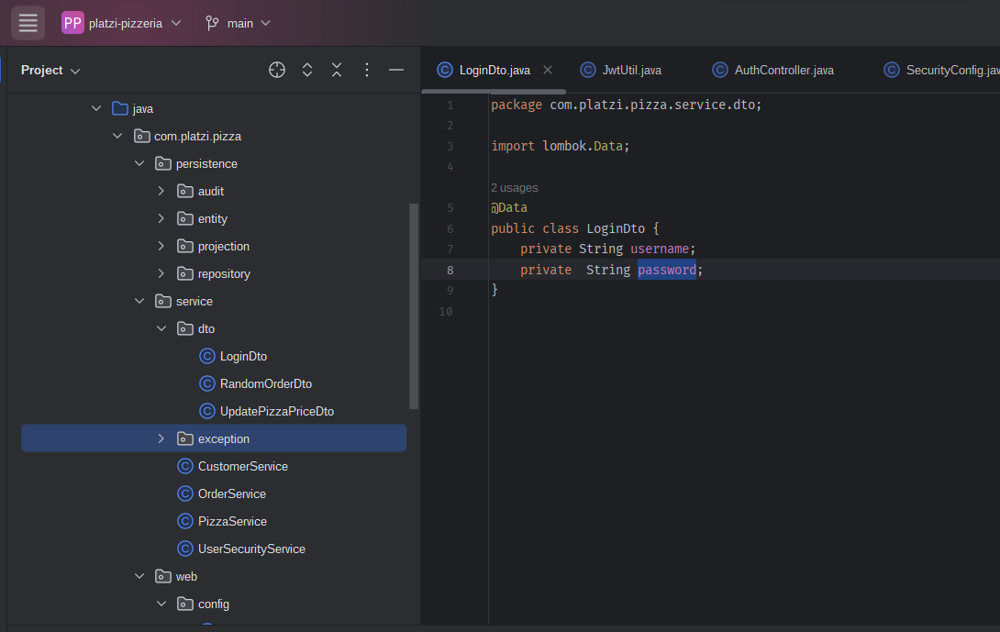 PP platzi-pizzeria main
Project
java
com.platzi.pizza
persistence
audit
entity
projection
repository
service
dto
C LoginDto
C RandomOrderDto
C UpdatePizzaPriceDto
exception
C CustomerService
C OrderService
C PizzaService
C UserSecurityService
web
config
C LoginDto.java C JwtUtil.java C AuthController.java C SecurityConfig.jav
1 package com.platzi.pizza.service.dto;
2
3 import lombok.Data;
4
2 usages
5 @Data
6 public class LoginDto {
7 private String username;
8 private  String password;
9 }
10